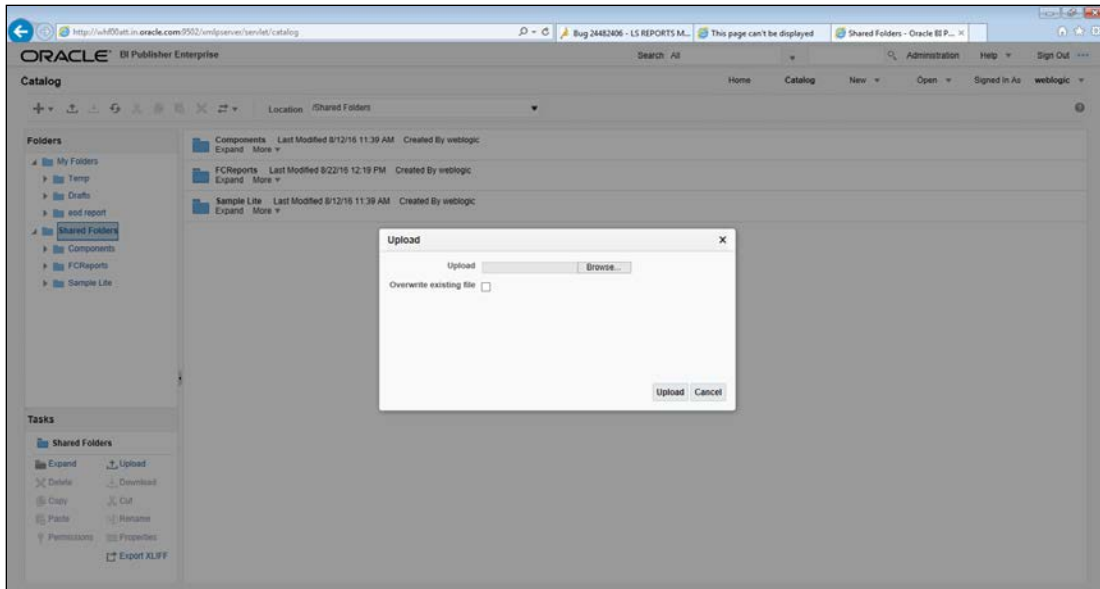 http://whf00att.in.oracle.com:9502/xmlpserver/servlet/catalog
Bug 24482406 - LS REPORTS M...
This page can't be displayed
Shared Folders - Oracle BI P...
ORACLE BI Publisher Enterprise
Search All
Administration
Help
Sign Out
Catalog
Home
Catalog
New
Open
Signed In As weblogic
Location /Shared Folders
Folders
My Folders
Temp
Drafts
eod report
Shared Folders
Components
FCReports
Sample Lite
Components Last Modified 8/12/16 11:39 AM Created By weblogic
Expand More
FCReports Last Modified 8/22/16 12:19 PM Created By weblogic
Expand More
Sample Lite Last Modified 8/12/16 11:39 AM Created By weblogic
Expand More
Upload
Upload Browse...
Overwrite existing file
Upload Cancel
Tasks
Shared Folders
Expand Upload
Delete Download
Copy Cut
Paste Rename
Permissions Properties
Export XLIFF